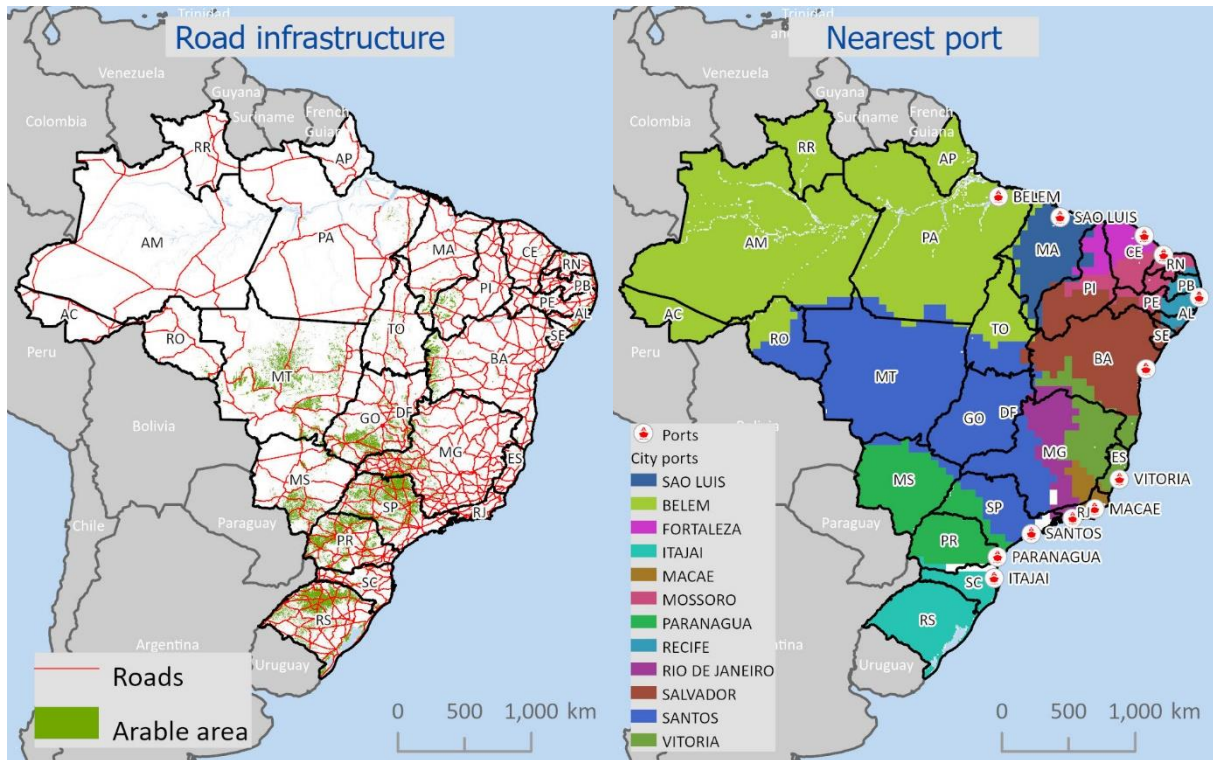 Road infrastructure
Trinidad
Venezuela
Guyana
Suriname
French
Guiana
Colombia
RR
AP
AM
PA
MA
CE
RN
PB
PI
PE
AL
SE
AC
RO
TO
BA
Peru
MT
Bolivia
GO
DF
MG
ES
MS
SP
RJ
Paraguay
Chile
PR
SC
RS
Argentina
Uruguay
Roads
Arable area
0 500 1,000 km
Nearest port
Trinidad
Venezuela
Guyana
Suriname
French
Guiana
Colombia
RR
AP
BELEM
SAO LUIS
AM
PA
MA
CE
RN
PB
PI
PE
AL
SE
AC
RO
TO
BA
Peru
MT
GO
DF
MG
ES
VITORIA
MS
SP
RJ
MACAE
SANTOS
Paraguay
PR
PARANAGUA
SC
ITAJAI
RS
Uruguay
Ports
City ports
SAO LUIS
BELEM
FORTALEZA
ITAJAI
MACAE
MOSSORO
PARANAGUA
RECIFE
RIO DE JANEIRO
SALVADOR
SANTOS
VITORIA
0 500 1,000 km